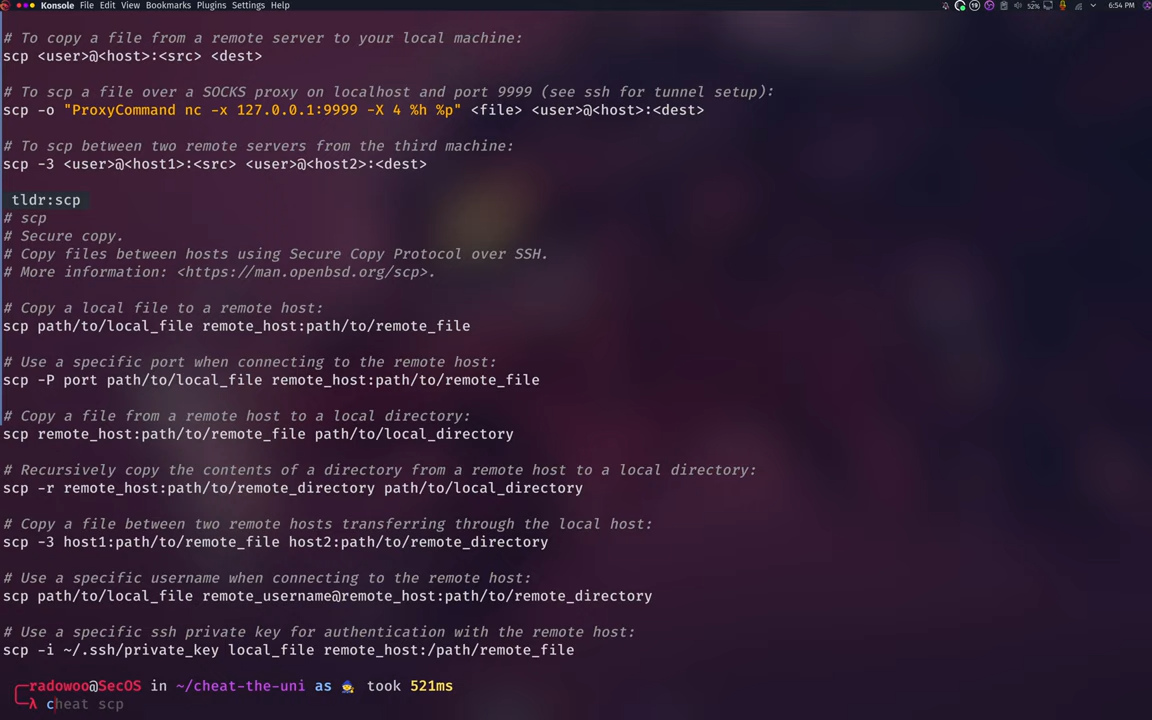 Konsole File Edit View Bookmarks Plugins Settings Help
19 52% 6:54 PM
# To copy a file from a remote server to your local machine:
scp <user>@<host>:<src> <dest>
# To scp a file over a SOCKS proxy on localhost and port 9999 (see ssh for tunnel setup):
scp -o "ProxyCommand nc -x 127.0.0.1:9999 -X 4 %h %p" <file> <user>@<host>:<dest>
# To scp between two remote servers from the third machine:
scp -3 <user>@<host1>:<src> <user>@<host2>:<dest>
tldr:scp
# scp
# Secure copy.
# Copy files between hosts using Secure Copy Protocol over SSH.
# More information: <https://man.openbsd.org/scp>.
# Copy a local file to a remote host:
scp path/to/local_file remote_host:path/to/remote_file
# Use a specific port when connecting to the remote host:
scp -P port path/to/local_file remote_host:path/to/remote_file
# Copy a file from a remote host to a local directory:
scp remote_host:path/to/remote_file path/to/local_directory
# Recursively copy the contents of a directory from a remote host to a local directory:
scp -r remote_host:path/to/remote_directory path/to/local_directory
# Copy a file between two remote hosts transferring through the local host:
scp -3 host1:path/to/remote_file host2:path/to/remote_directory
# Use a specific username when connecting to the remote host:
scp path/to/local_file remote_username@remote_host:path/to/remote_directory
# Use a specific ssh private key for authentication with the remote host:
scp -i ~/.ssh/private_key local_file remote_host:/path/remote_file
radowoo@SecOS in ~/cheat-the-uni as 🧙 took 521ms
λ cheat scp